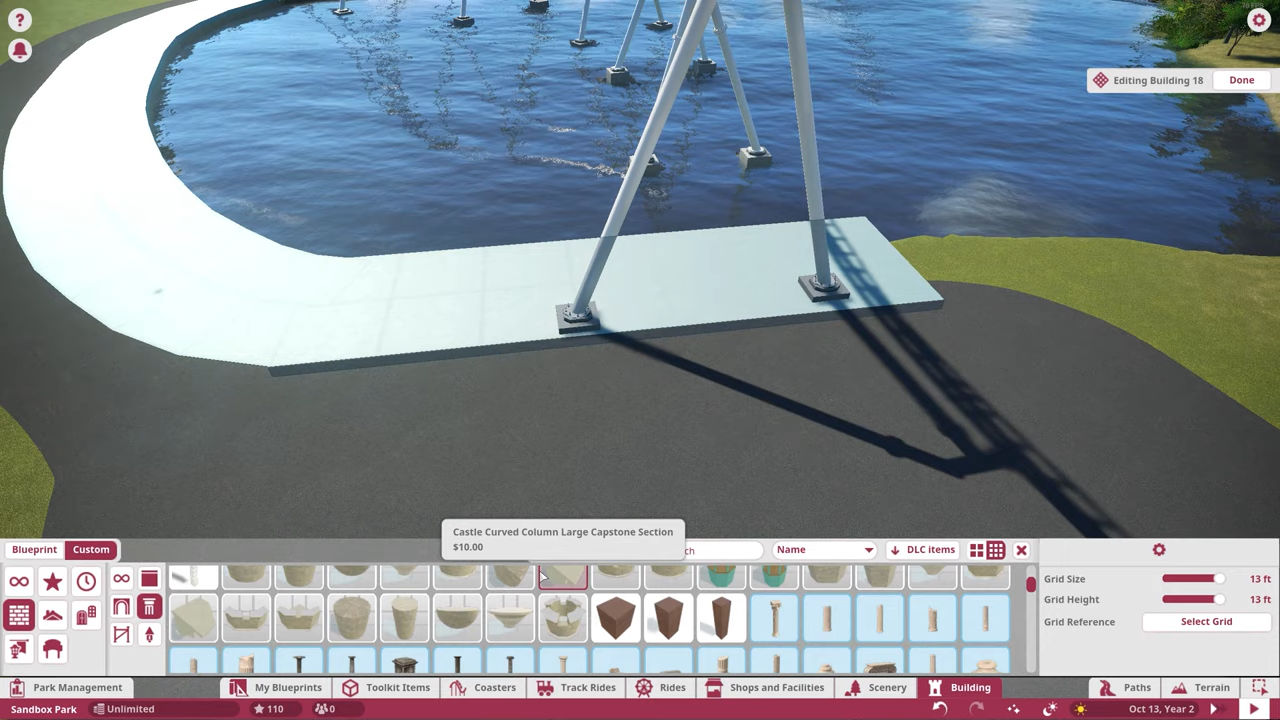 ?
Editing Building 18
Done
Castle Curved Column Large Capstone Section
$10.00
Blueprint
Custom
ch
Name
DLC items
Grid Size
13 ft
Grid Height
13 ft
Grid Reference
Select Grid
Park Management
My Blueprints
Toolkit Items
Coasters
Track Rides
Rides
Shops and Facilities
Scenery
Building
Paths
Terrain
Sandbox Park
Unlimited
110
0
Oct 13, Year 2